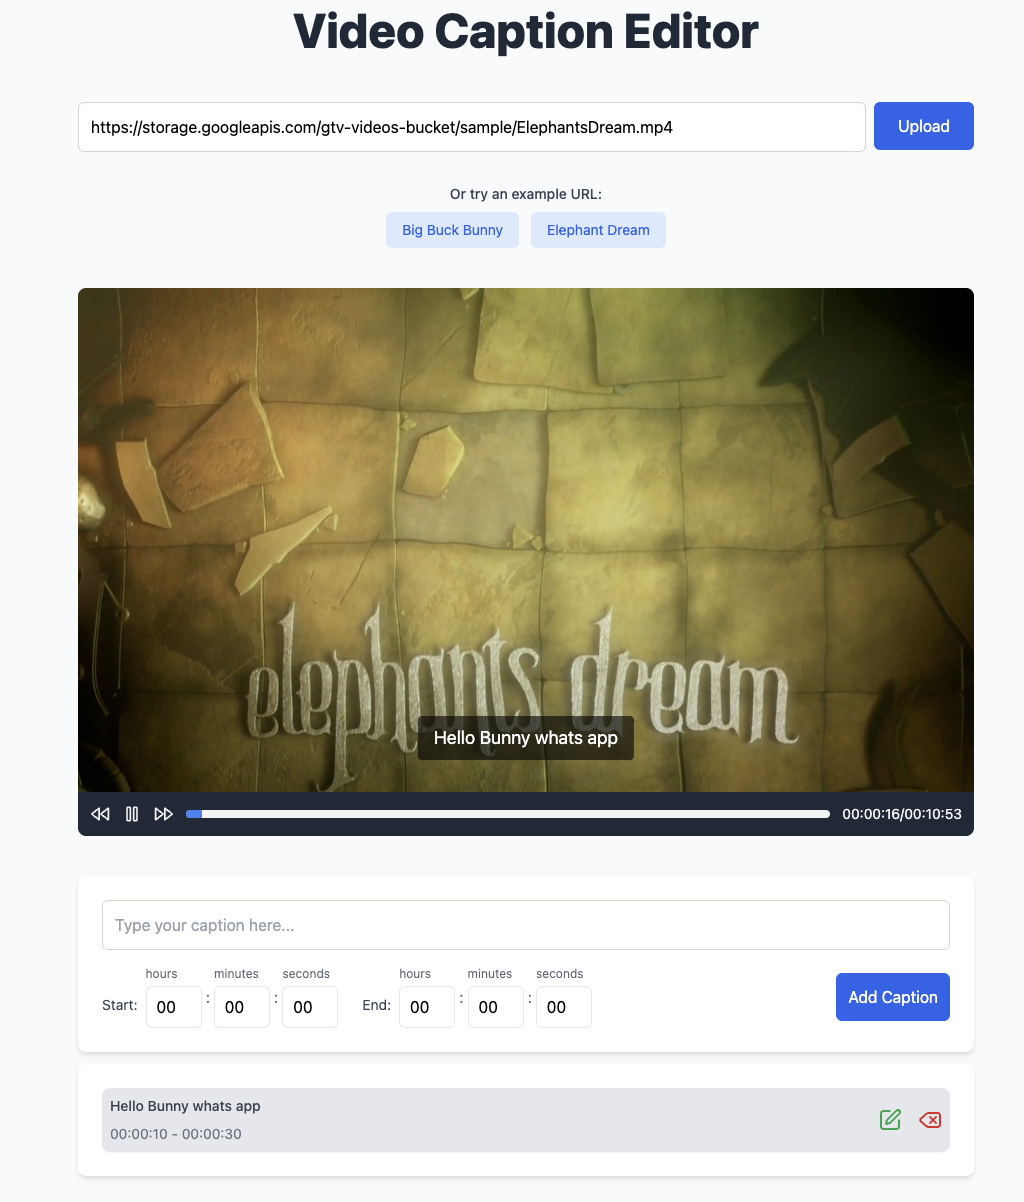 Video Caption Editor
https://storage.googleapis.com/gtv-videos-bucket/sample/ElephantsDream.mp4
Upload
Or try an example URL:
Big Buck Bunny
Elephant Dream
elephants dream
Hello Bunny whats app
00:00:16/00:10:53
Type your caption here...
hours minutes seconds hours minutes seconds
Start: 00 : 00 : 00 End: 00 : 00 : 00
Add Caption
Hello Bunny whats app
00:00:10 - 00:00:30